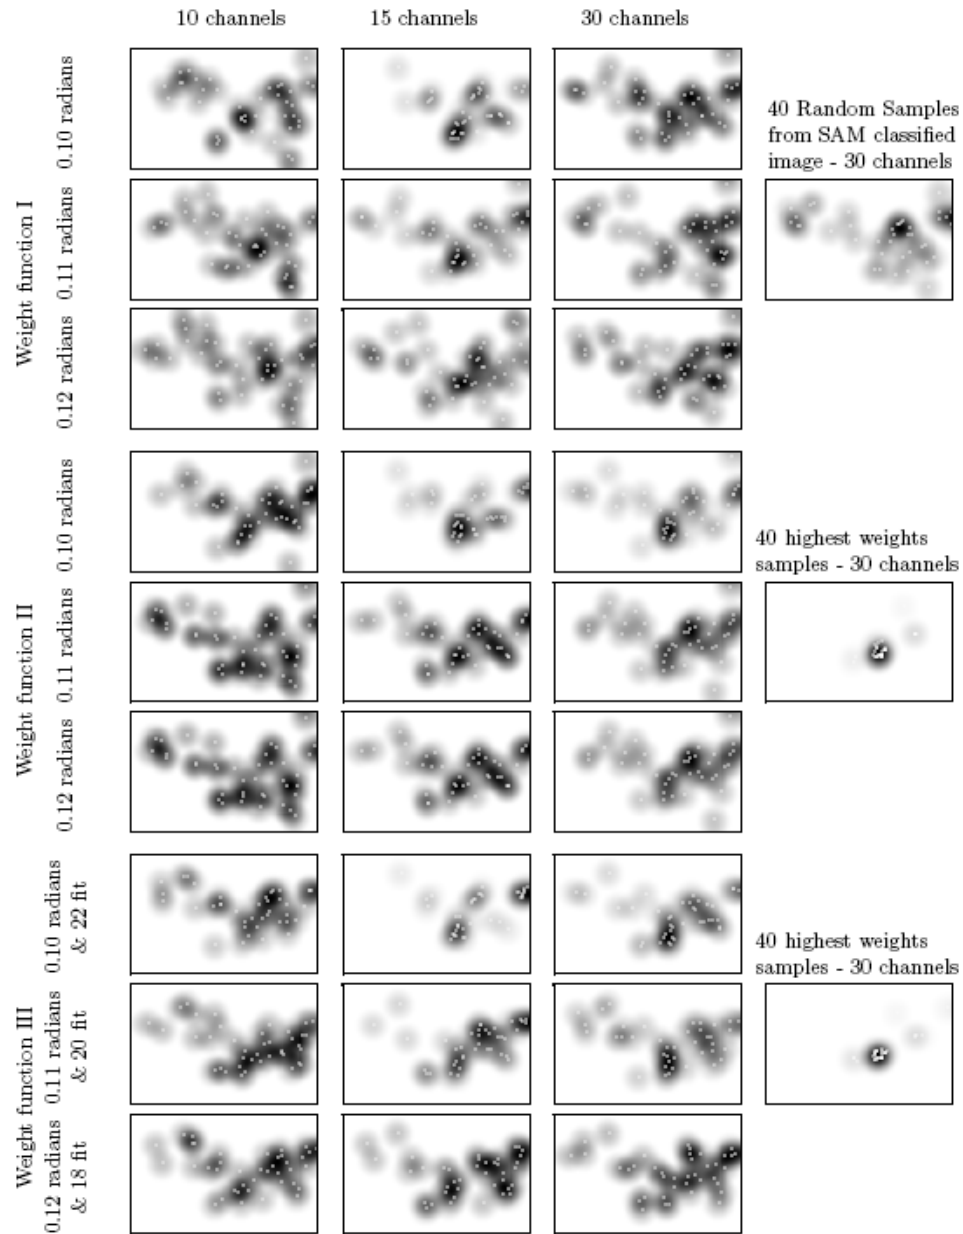 10 channels
15 channels
30 channels
Weight function I
0.10 radians
0.11 radians
0.12 radians
40 Random Samples
from SAM classified
image - 30 channels
Weight function II
0.10 radians
0.11 radians
0.12 radians
40 highest weights
samples - 30 channels
Weight function III
0.10 radians
& 22 fit
0.11 radians
& 20 fit
0.12 radians
& 18 fit
40 highest weights
samples - 30 channels